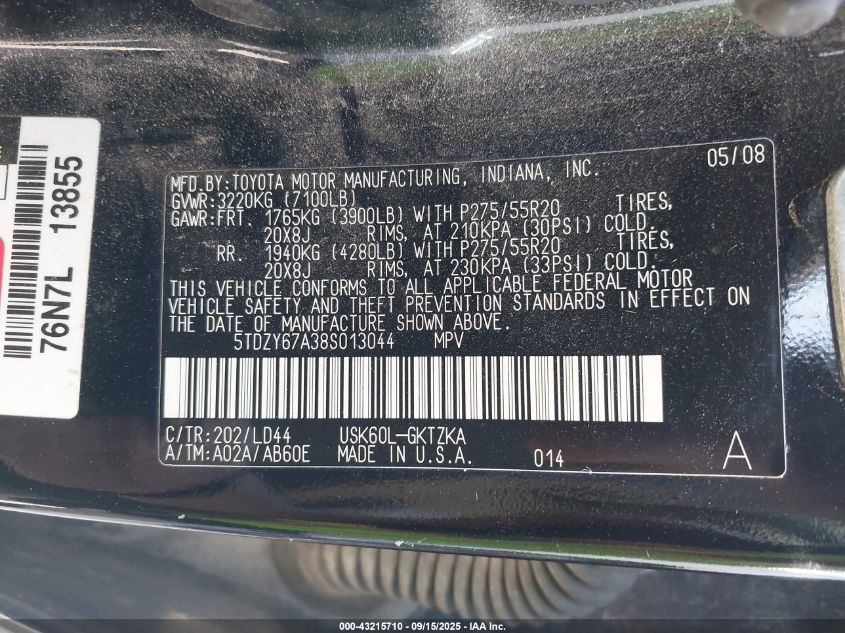 76N7L 13855
05/08
MFD.BY:TOYOTA MOTOR MANUFACTURING, INDIANA, INC.
GVWR:3220KG (7100LB)
GAWR:FRT. 1765KG (3900LB) WITH P275/55R20 TIRES,
20X8J RIMS, AT 210KPA (30PSI) COLD.
RR. 1940KG (4280LB) WITH P275/55R20 TIRES,
20X8J RIMS, AT 230KPA (33PSI) COLD.
THIS VEHICLE CONFORMS TO ALL APPLICABLE FEDERAL MOTOR
VEHICLE SAFETY AND THEFT PREVENTION STANDARDS IN EFFECT ON
THE DATE OF MANUFACTURE SHOWN ABOVE.
5TDZY67A38S013044 MPV
C/TR:202/LD44 USK60L-GKTZKA
A/TM:A02A/AB60E MADE IN U.S.A. 014 A
000-43215710 - 09/15/2025 - IAA Inc.